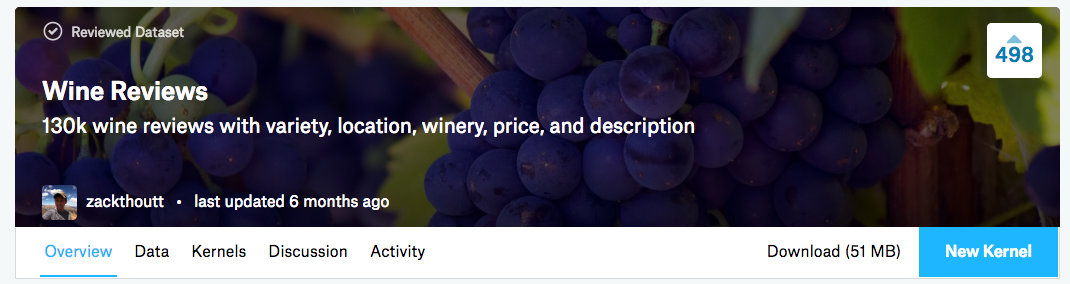 Reviewed Dataset
498
Wine Reviews
130k wine reviews with variety, location, winery, price, and description
zackthoutt • last updated 6 months ago
Overview Data Kernels Discussion Activity Download (51 MB) New Kernel